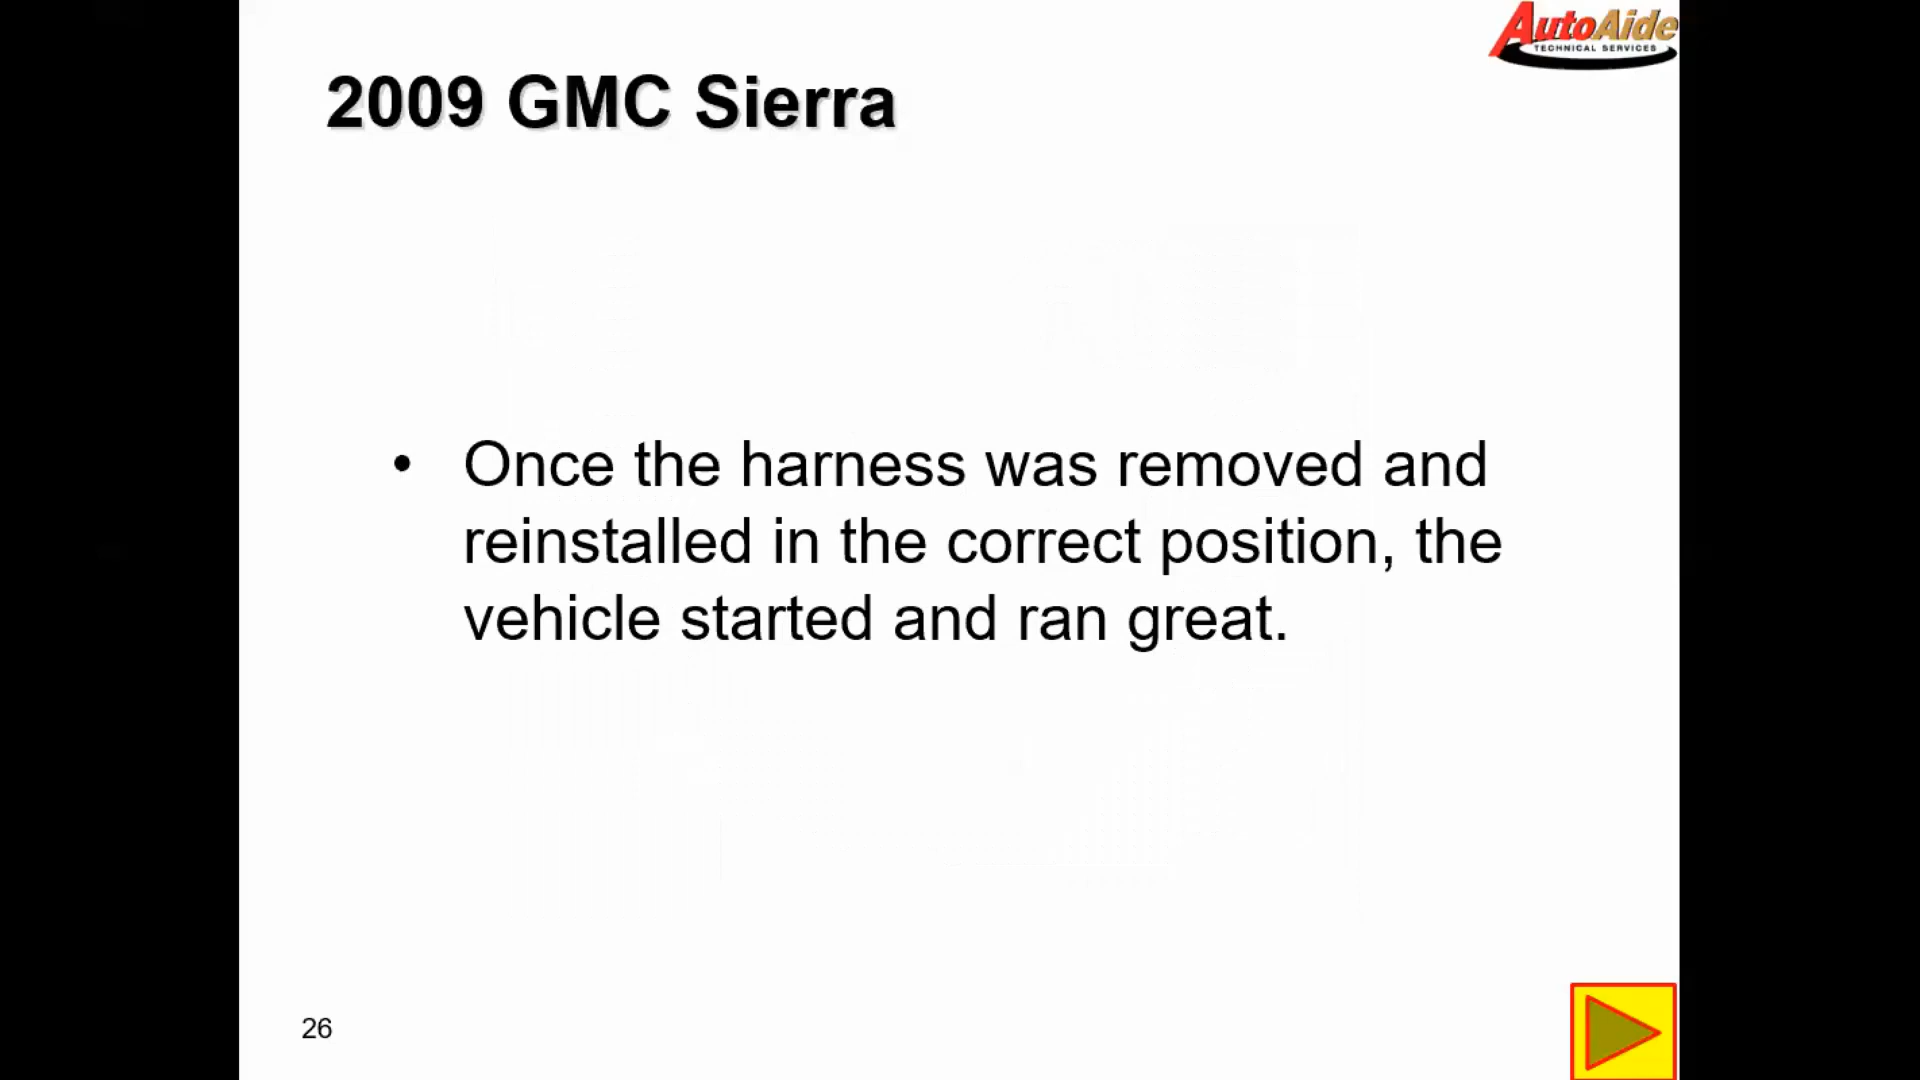 AutoAide
TECHNICAL SERVICES
2009 GMC Sierra
• Once the harness was removed and
reinstalled in the correct position, the
vehicle started and ran great.
26